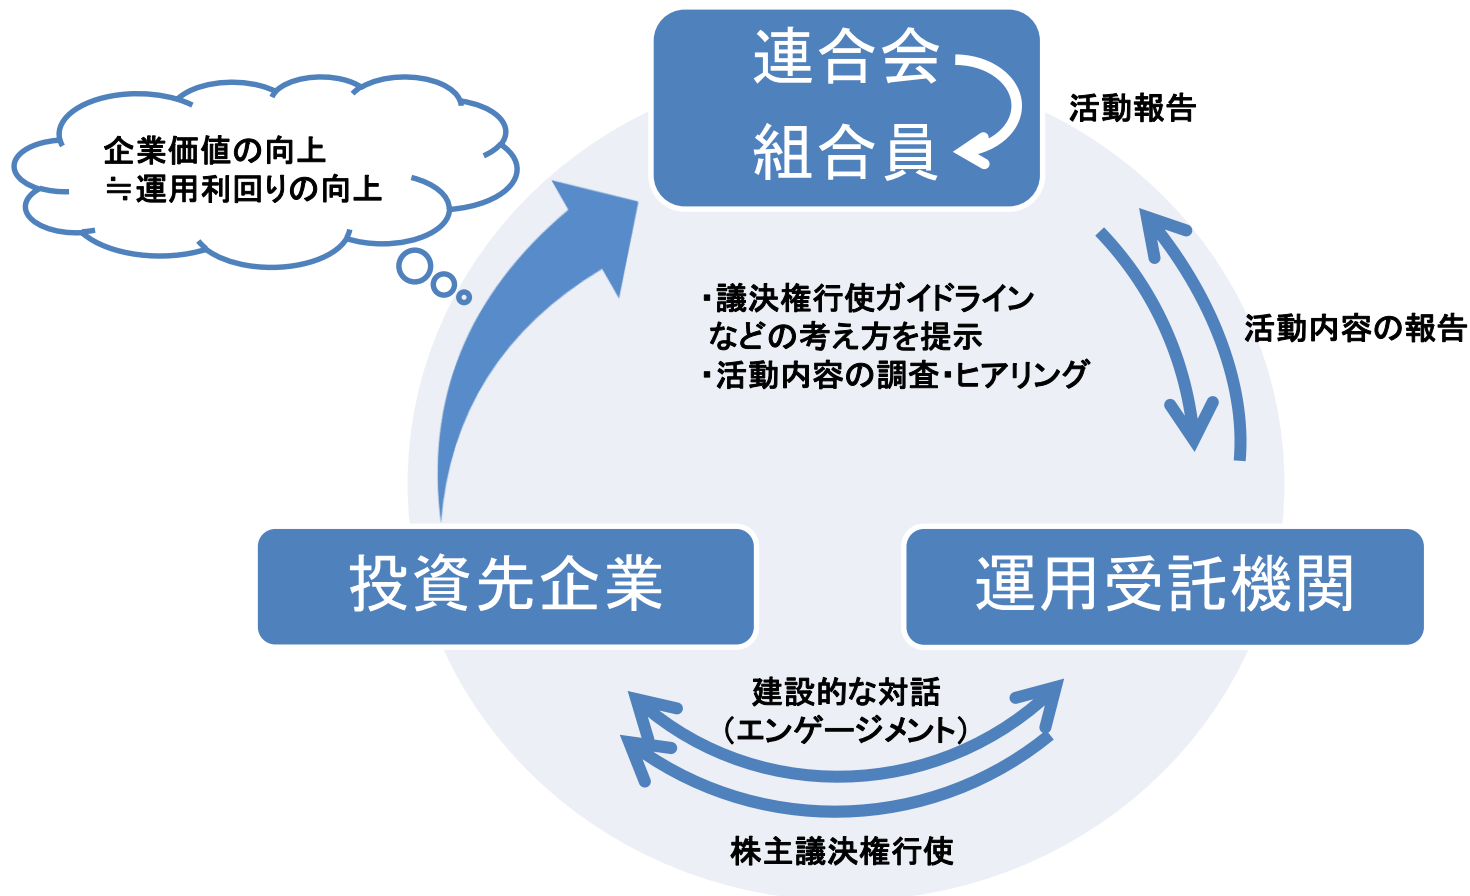 連合会
組合員
活動報告
企業価値の向上
≒運用利回りの向上
・議決権行使ガイドライン
などの考え方を提示
・活動内容の調査・ヒアリング
活動内容の報告
投資先企業
運用受託機関
建設的な対話
（エンゲージメント）
株主議決権行使